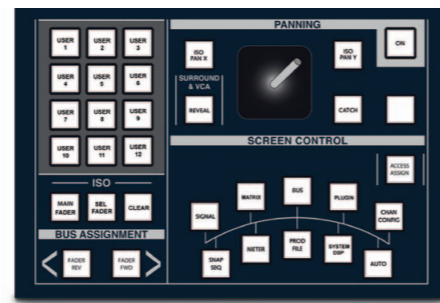 USER 1
USER 2
USER 3
USER 4
USER 5
USER 6
USER 7
USER 8
USER 9
USER 10
USER 11
USER 12
ISO
MAIN FADER
SEL FADER
CLEAR
BUS ASSIGNMENT
FADER REV
FADER FWD
PANNING
ISO PAN X
ISO PAN Y
ON
SURROUND & VCA
REVEAL
CATCH
SCREEN CONTROL
ACCESS ASSIGN
SIGNAL
MATRIX
BUS
PLUGIN
CHAN CONFIG
SNAP SEQ
METER
PROD FILE
SYSTEM DSP
AUTO